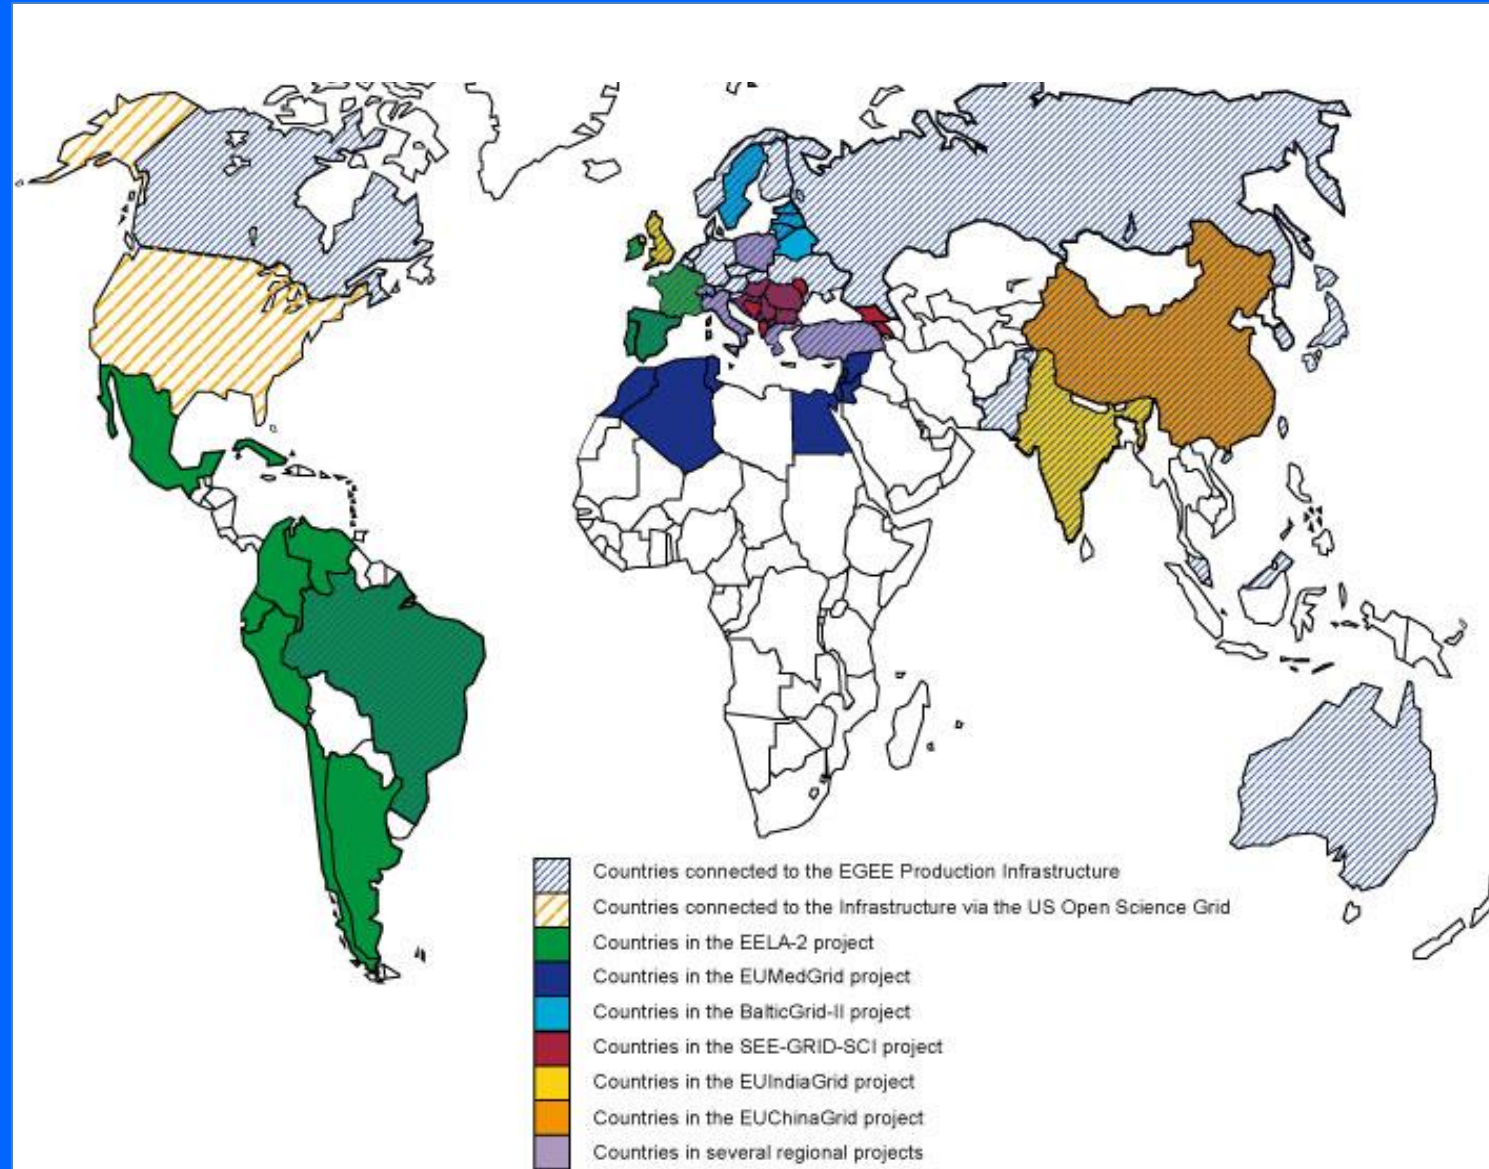 Countries connected to the EGEE Production Infrastructure
Countries connected to the Infrastructure via the US Open Science Grid
Countries in the EELA-2 project
Countries in the EUMedGrid project
Countries in the BalticGrid-II project
Countries in the SEE-GRID-SCI project
Countries in the EUIndiaGrid project
Countries in the EUChinaGrid project
Countries in several regional projects